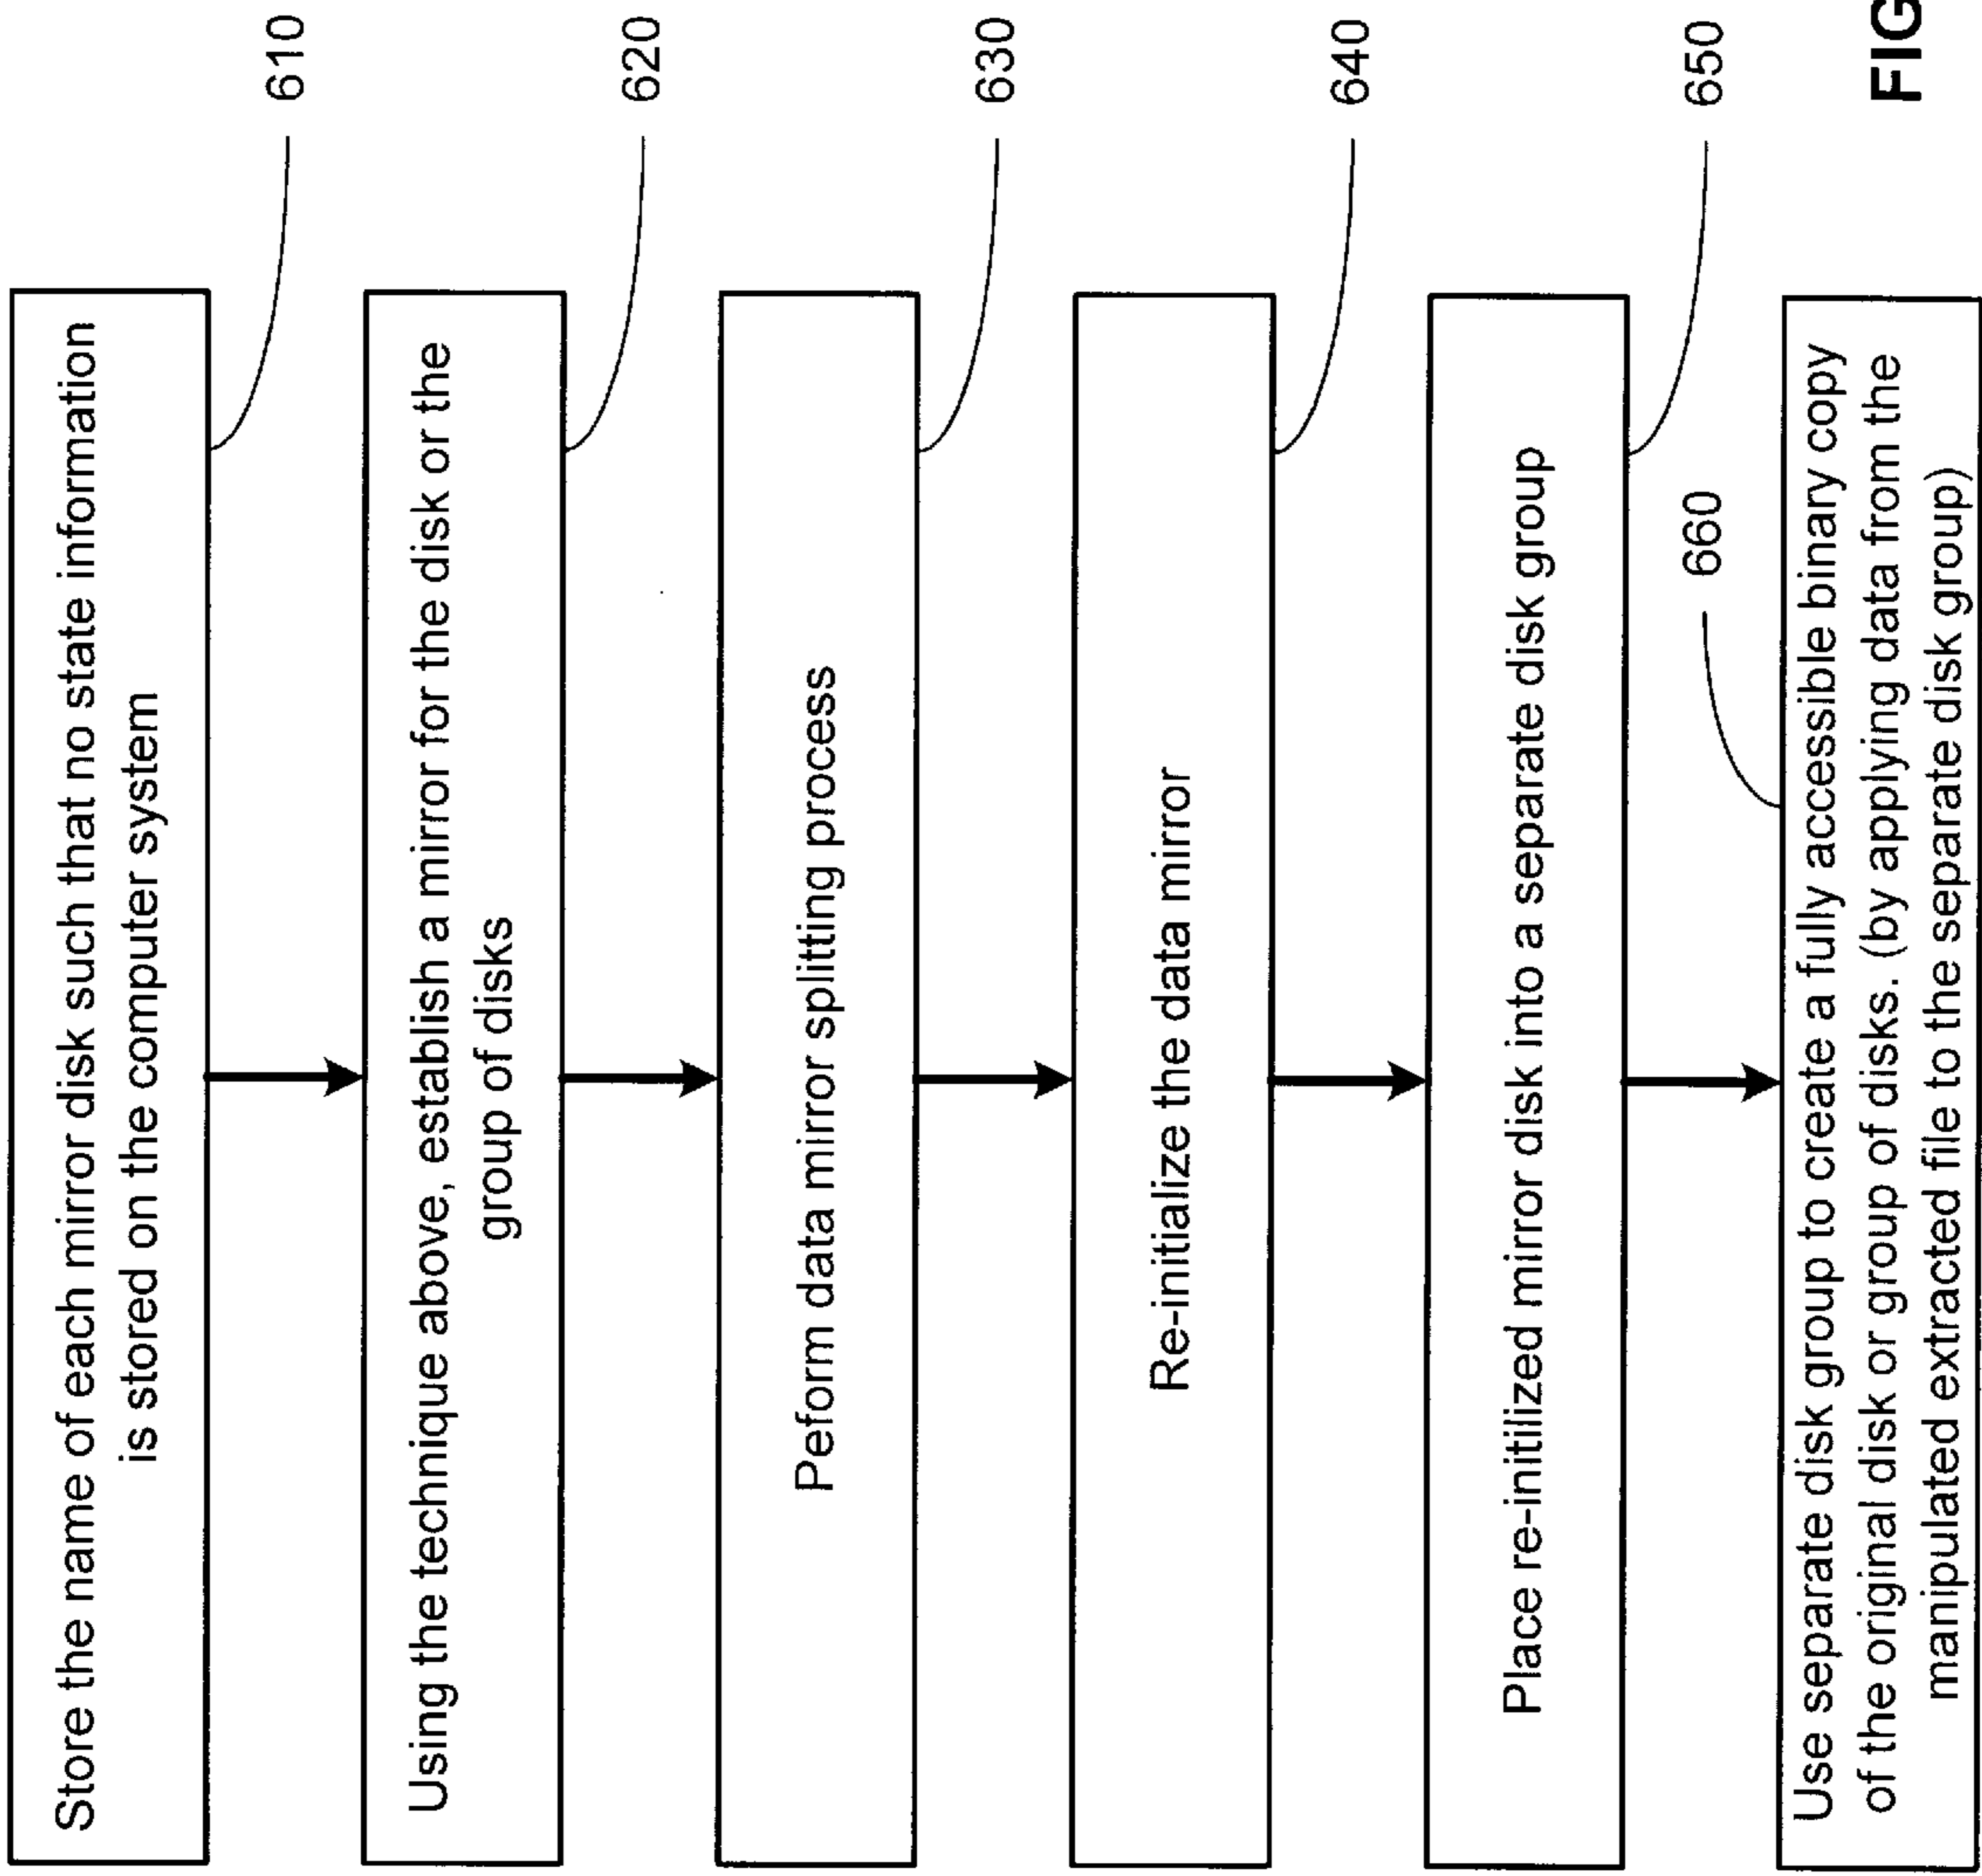 Store the name of each mirror disk such that no state information
is stored on the computer system
610
Using the technique above, establish a mirror for the disk or the
group of disks
620
Peform data mirror splitting process
630
Re-initialize the data mirror
640
Place re-initilized mirror disk into a separate disk group
650
Use separate disk group to create a fully accessible binary copy
of the original disk or group of disks. (by applying data from the
manipulated extracted file to the separate disk group)
660
FIG